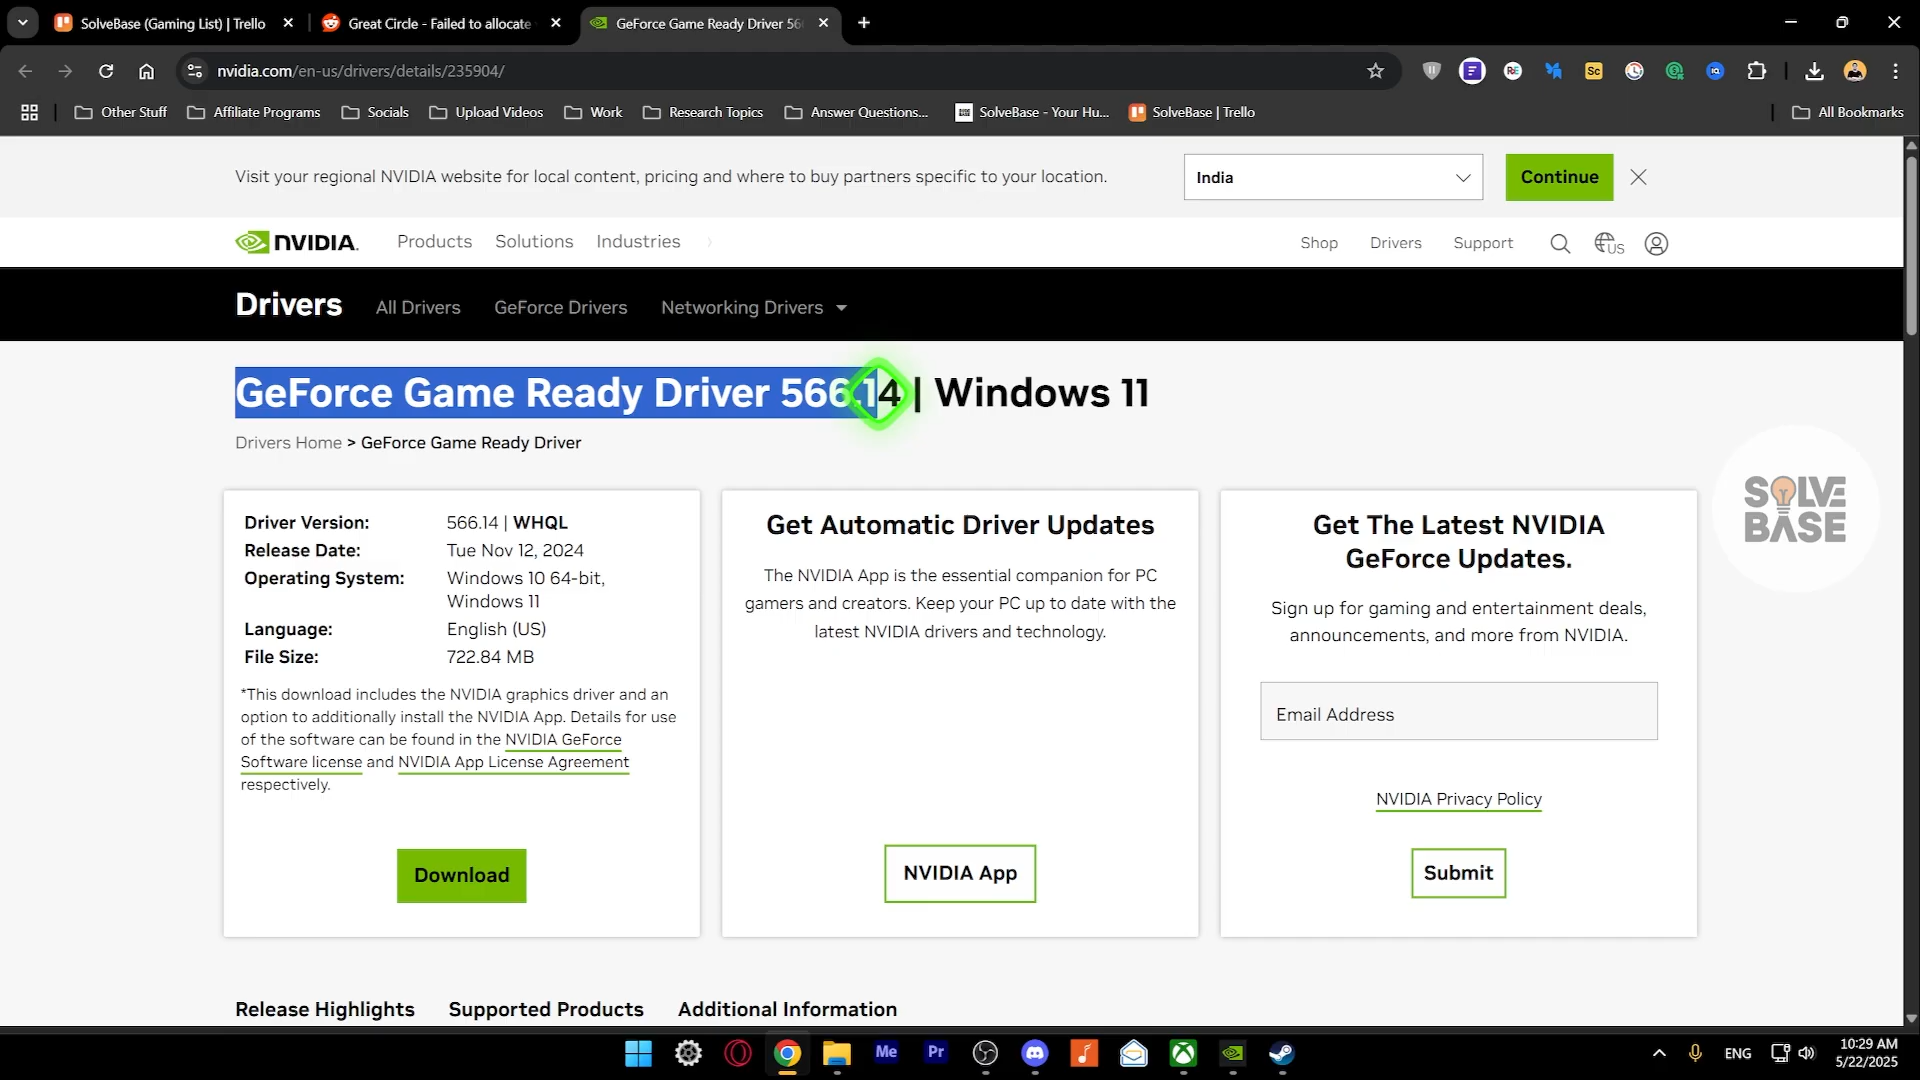 SolveBase (Gaming List) | Trello
Great Circle - Failed to allocate
GeForce Game Ready Driver 56
nvidia.com/en-us/drivers/details/235904/
Other Stuff
Affiliate Programs
Socials
Upload Videos
Work
Research Topics
Answer Questions...
SolveBase - Your Hu...
SolveBase | Trello
All Bookmarks
Visit your regional NVIDIA website for local content, pricing and where to buy partners specific to your location.
India
Continue
NVIDIA.
Products
Solutions
Industries
Shop
Drivers
Support
US
Drivers
All Drivers
GeForce Drivers
Networking Drivers
GeForce Game Ready Driver 566.14 | Windows 11
Drivers Home > GeForce Game Ready Driver
Driver Version: 566.14 | WHQL
Release Date: Tue Nov 12, 2024
Operating System: Windows 10 64-bit,
Windows 11
Language: English (US)
File Size: 722.84 MB
*This download includes the NVIDIA graphics driver and an
option to additionally install the NVIDIA App. Details for use
of the software can be found in the NVIDIA GeForce
Software license and NVIDIA App License Agreement
respectively.
Download
Get Automatic Driver Updates
The NVIDIA App is the essential companion for PC
gamers and creators. Keep your PC up to date with the
latest NVIDIA drivers and technology.
NVIDIA App
Get The Latest NVIDIA
GeForce Updates.
Sign up for gaming and entertainment deals,
announcements, and more from NVIDIA.
Email Address
NVIDIA Privacy Policy
Submit
SOLVE
BASE
Release Highlights
Supported Products
Additional Information
Me
Pr
ENG
10:29 AM
5/22/2025